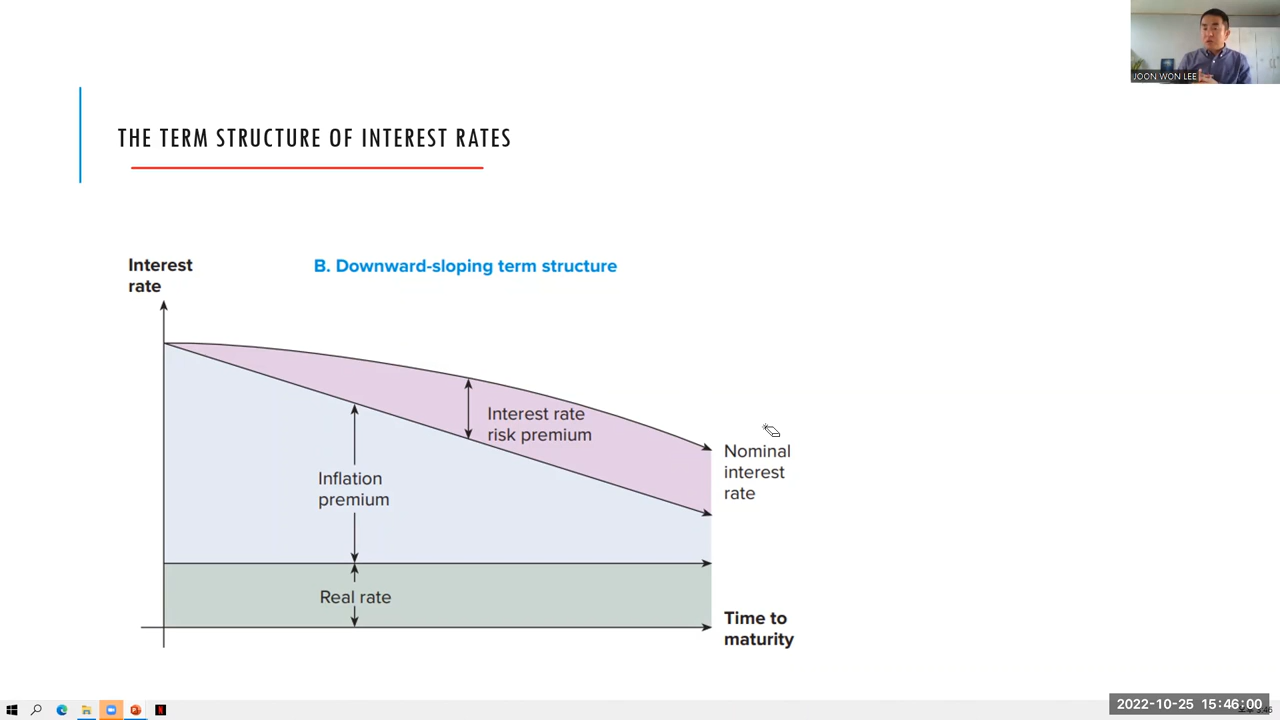 JOON WON LEE
THE TERM STRUCTURE OF INTEREST RATES
Interest
rate
B. Downward-sloping term structure
Interest rate
risk premium
Nominal
interest
rate
Inflation
premium
Real rate
Time to
maturity
2022-10-25 15:46:00